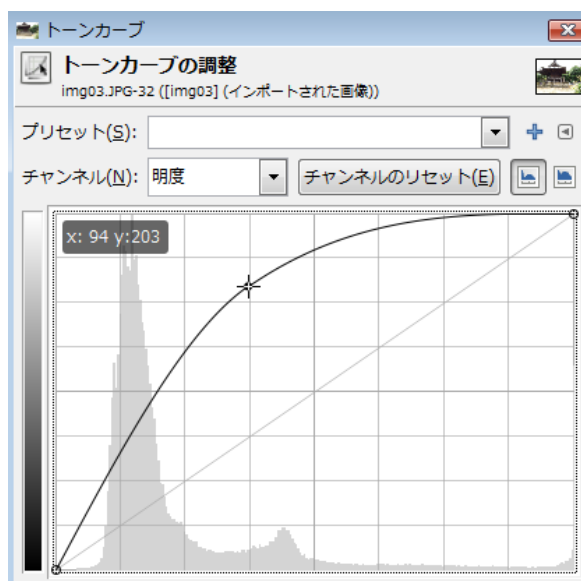 トーンカーブ
トーンカーブの調整
img03.JPG-32 ([img03] (インポートされた画像))
プリセット(S):
チャンネル(N): 明度 チャンネルのリセット(E)
x: 94 y:203